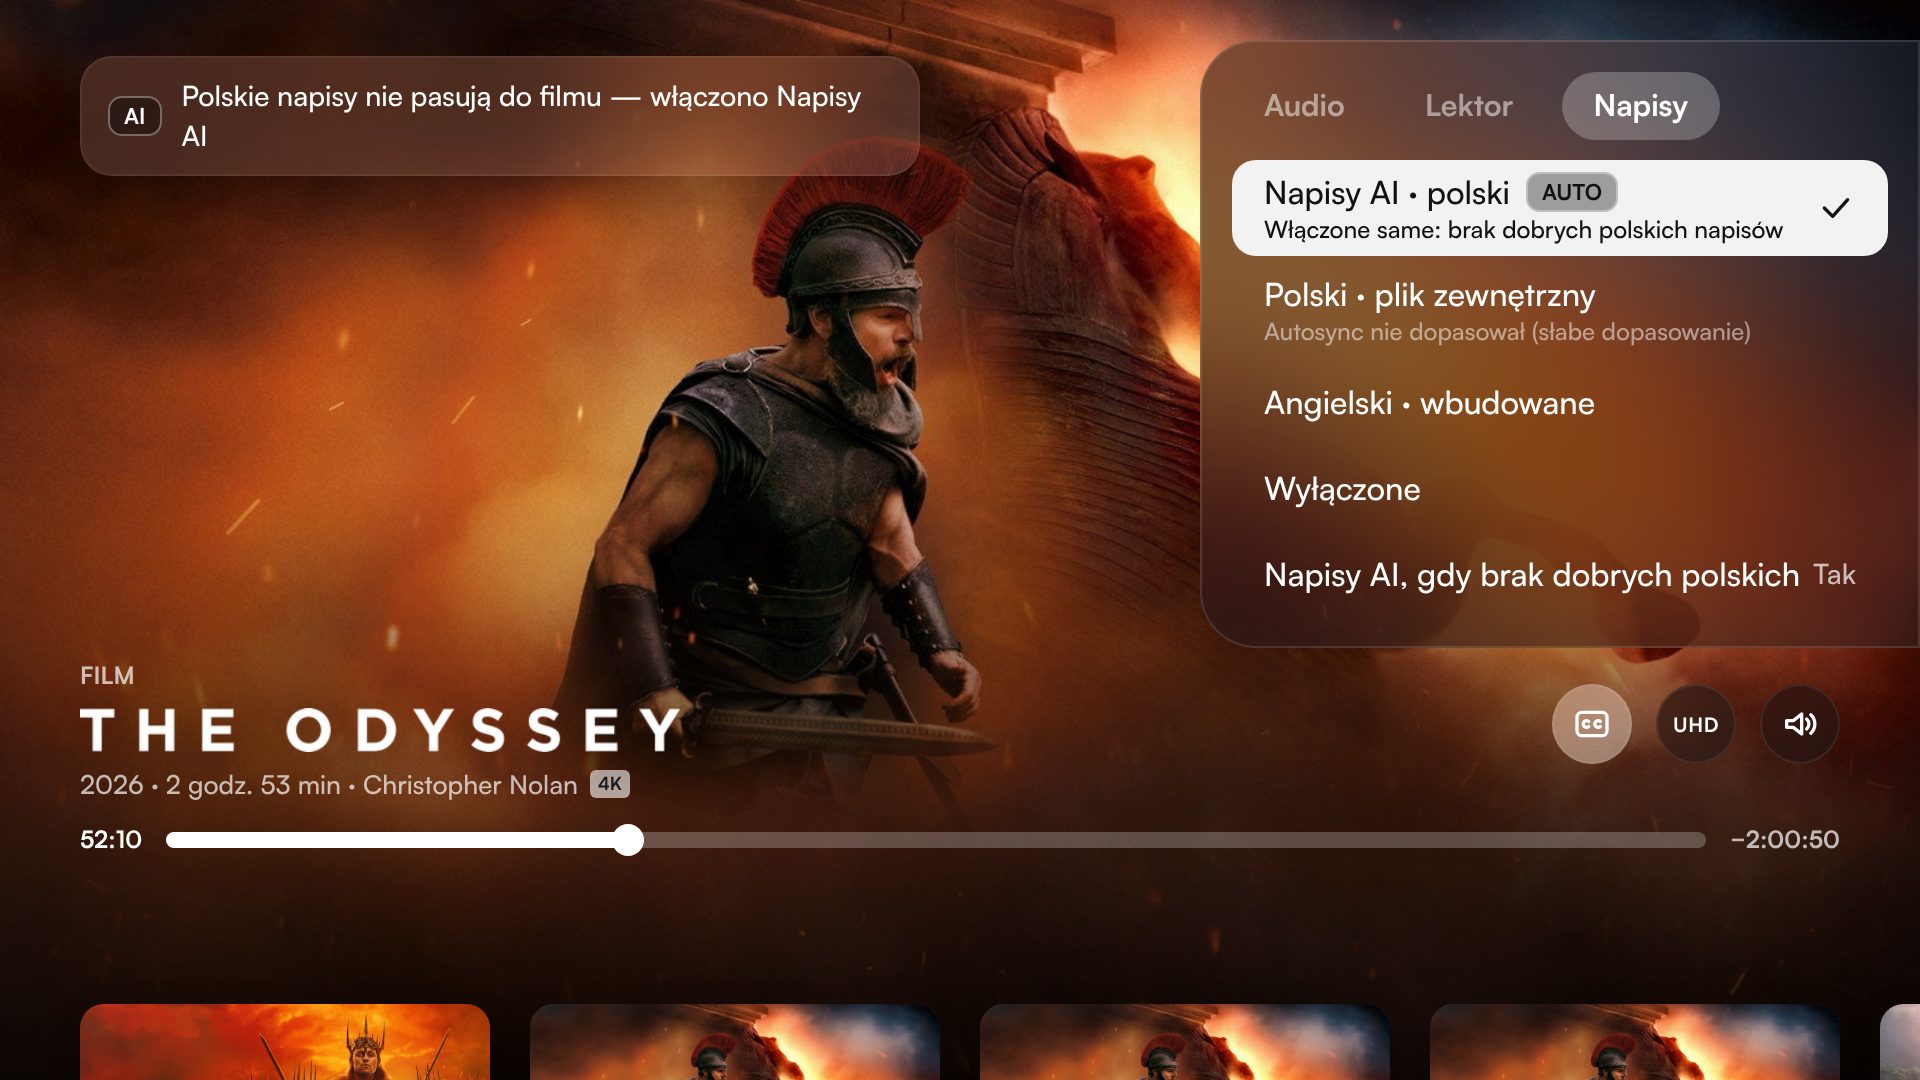 AI
Polskie napisy nie pasują do filmu — włączono Napisy
AI
Audio
Lektor
Napisy
Napisy AI · polski AUTO
Włączone same: brak dobrych polskich napisów
Polski · plik zewnętrzny
Autosync nie dopasował (słabe dopasowanie)
Angielski · wbudowane
Wyłączone
Napisy AI, gdy brak dobrych polskich Tak
FILM
THE ODYSSEY
2026 · 2 godz. 53 min · Christopher Nolan 4K
CC
UHD
52:10
−2:00:50